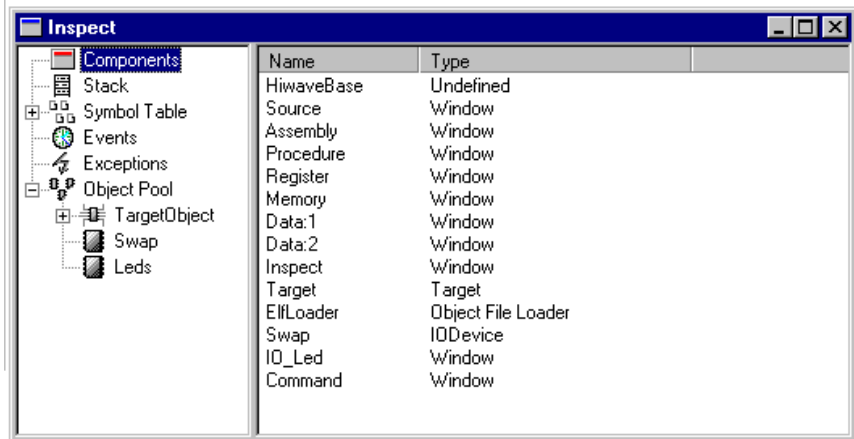 Inspect
Components
Stack
Symbol Table
Events
Exceptions
Object Pool
TargetObject
Swap
Leds
Name Type
HiwaveBase Undefined
Source Window
Assembly Window
Procedure Window
Register Window
Memory Window
Data:1 Window
Data:2 Window
Inspect Window
Target Target
ElfLoader Object File Loader
Swap IODevice
IO_Led Window
Command Window